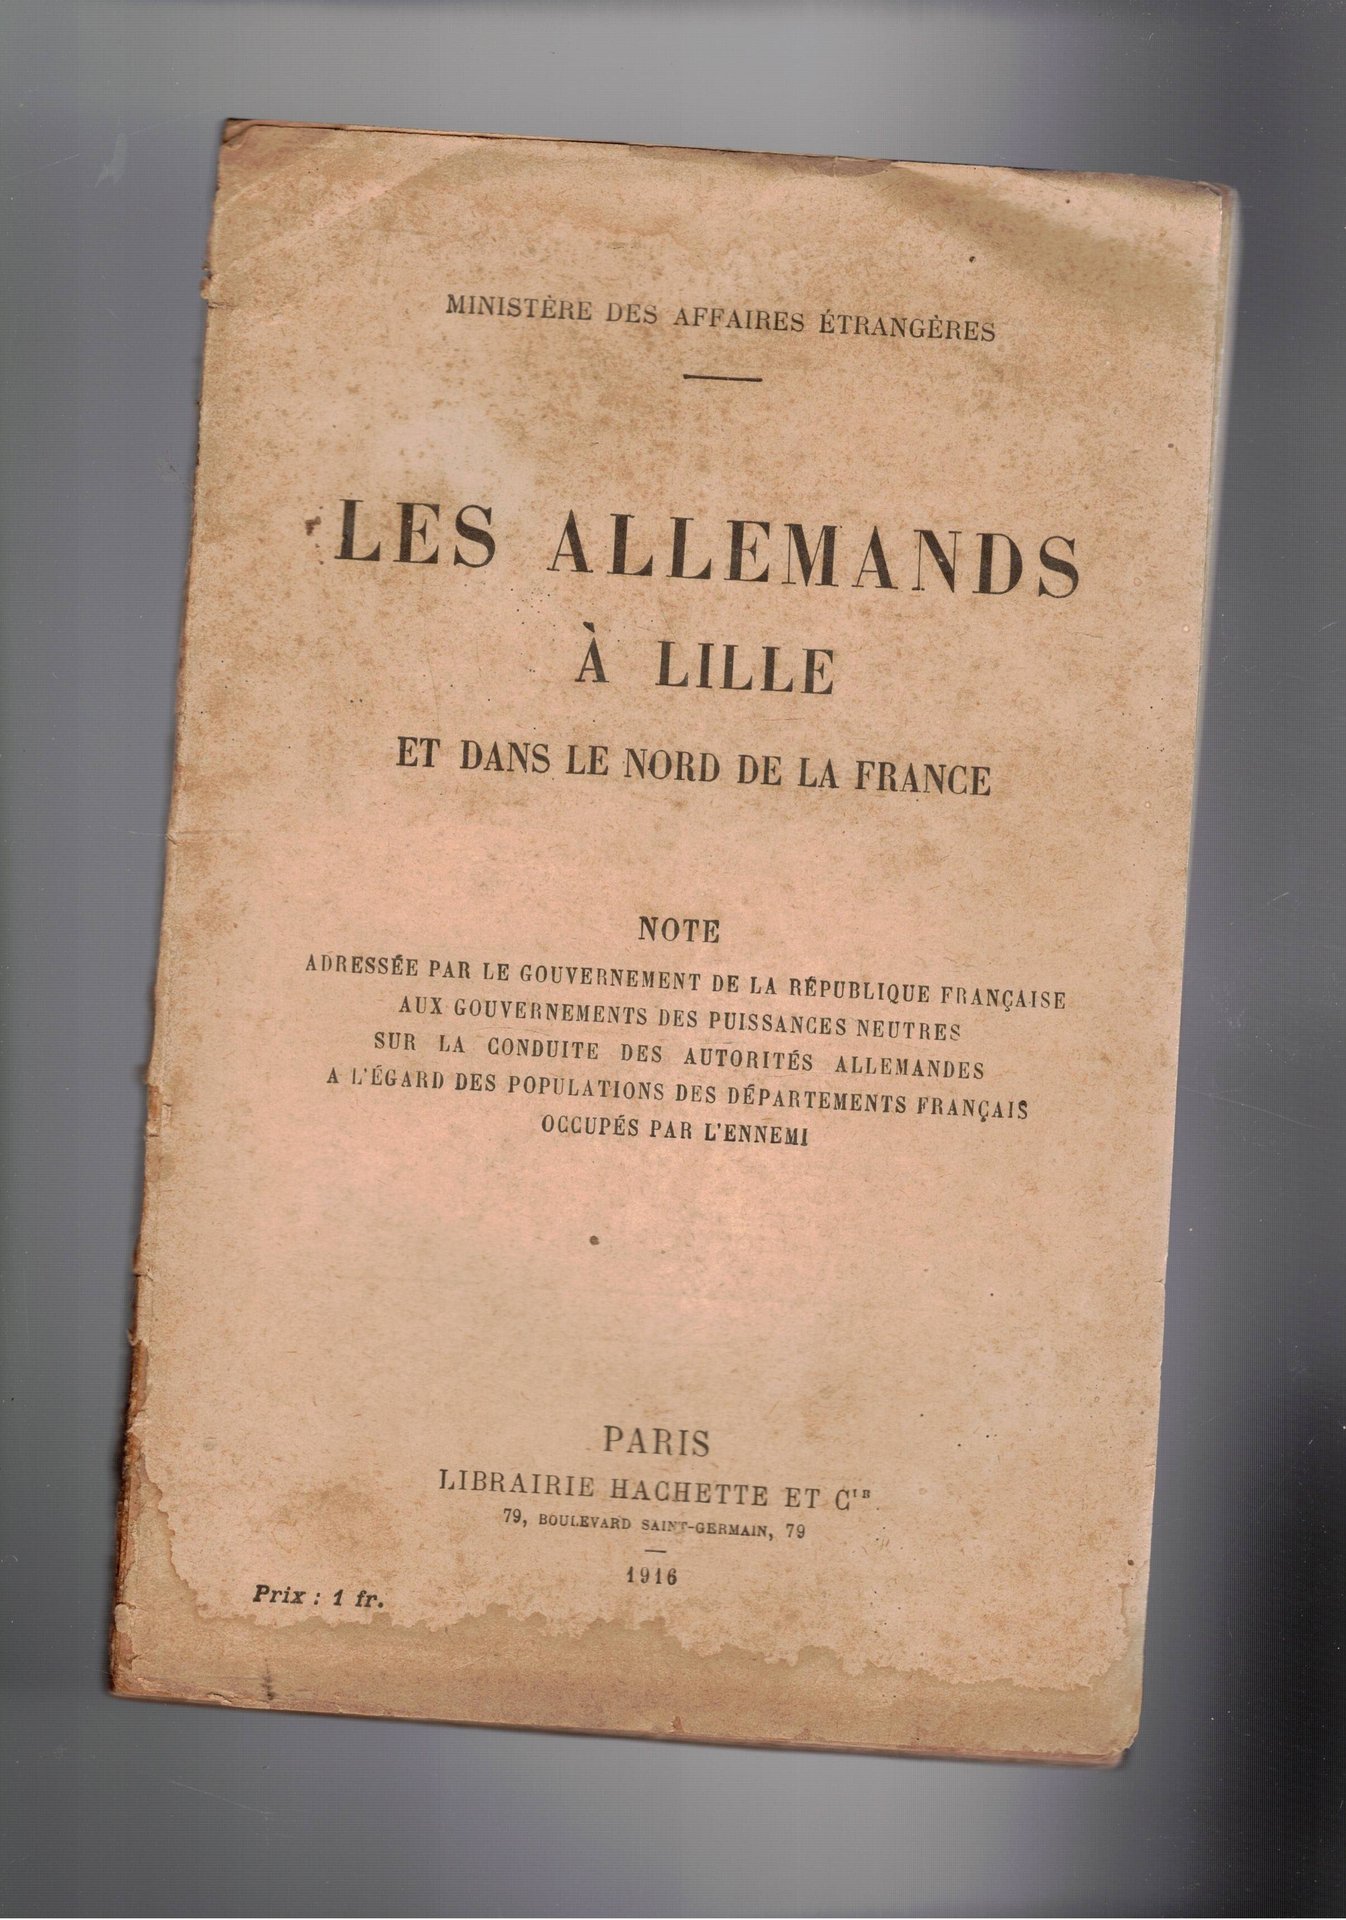 MINISTÈRE DES AFFAIRES ÉTRANGÈRES
LES ALLEMANDS
À LILLE
ET DANS LE NORD DE LA FRANCE
NOTE
ADRESSÉE PAR LE GOUVERNEMENT DE LA RÉPUBLIQUE FRANÇAISE
AUX GOUVERNEMENTS DES PUISSANCES NEUTRES
SUR LA CONDUITE DES AUTORITÉS ALLEMANDES
A L'ÉGARD DES POPULATIONS DES DÉPARTEMENTS FRANÇAIS
OCCUPÉS PAR L'ENNEMI
PARIS
LIBRAIRIE HACHETTE ET Cᴵᴱ
79, BOULEVARD SAINT-GERMAIN, 79
1916
Prix : 1 fr.